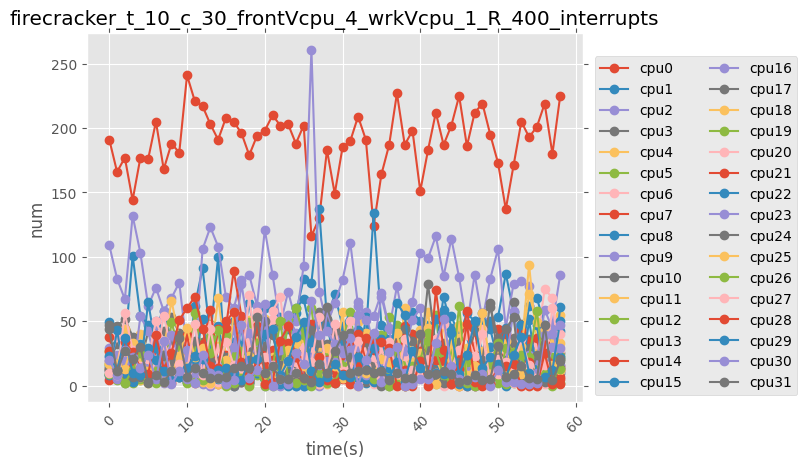 firecracker_t_10_c_30_frontVcpu_4_wrkVcpu_1_R_400_interrupts
250
200
150
100
50
0
num
0
10
20
30
40
50
60
time(s)
cpu0
cpu1
cpu2
cpu3
cpu4
cpu5
cpu6
cpu7
cpu8
cpu9
cpu10
cpu11
cpu12
cpu13
cpu14
cpu15
cpu16
cpu17
cpu18
cpu19
cpu20
cpu21
cpu22
cpu23
cpu24
cpu25
cpu26
cpu27
cpu28
cpu29
cpu30
cpu31